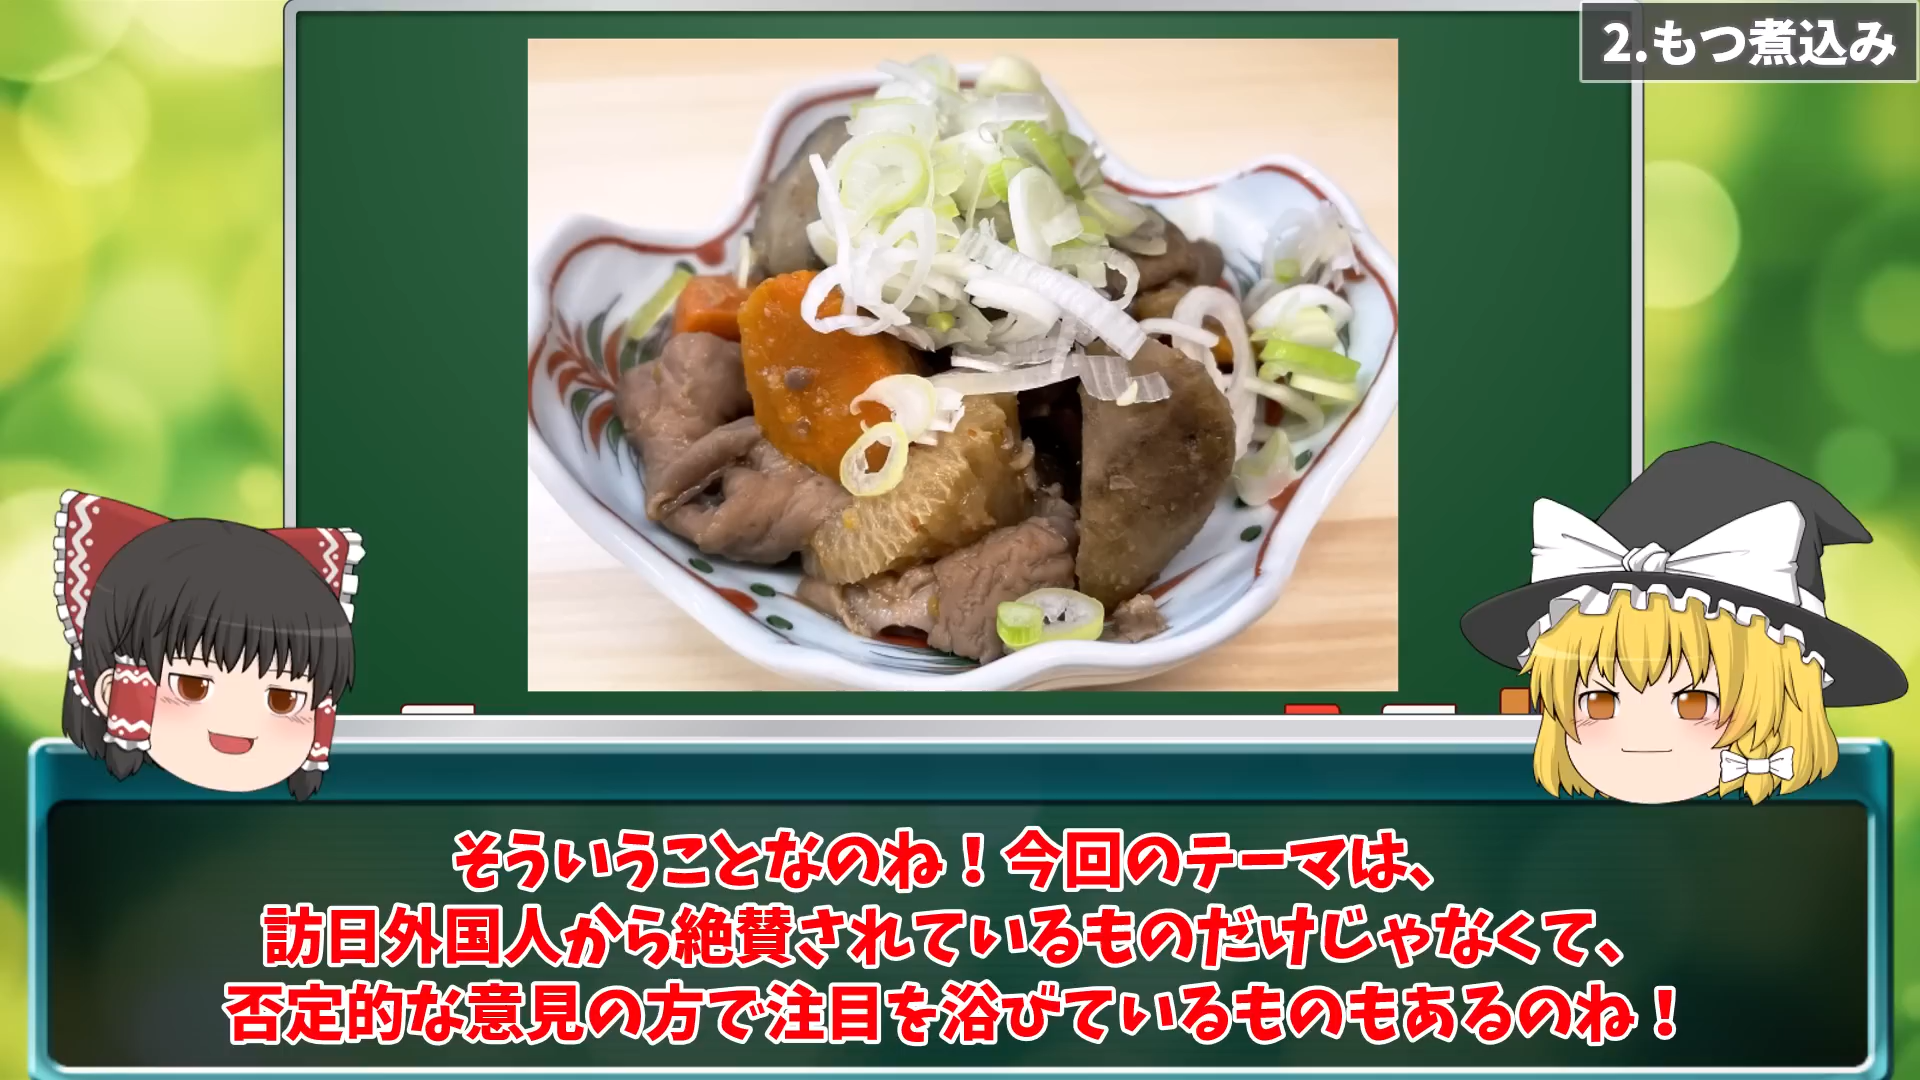 2.もつ煮込み
そういうことなのね！今回のテーマは、
訪日外国人から絶賛されているものだけじゃなくて、
否定的な意見の方で注目を浴びているものもあるのね！